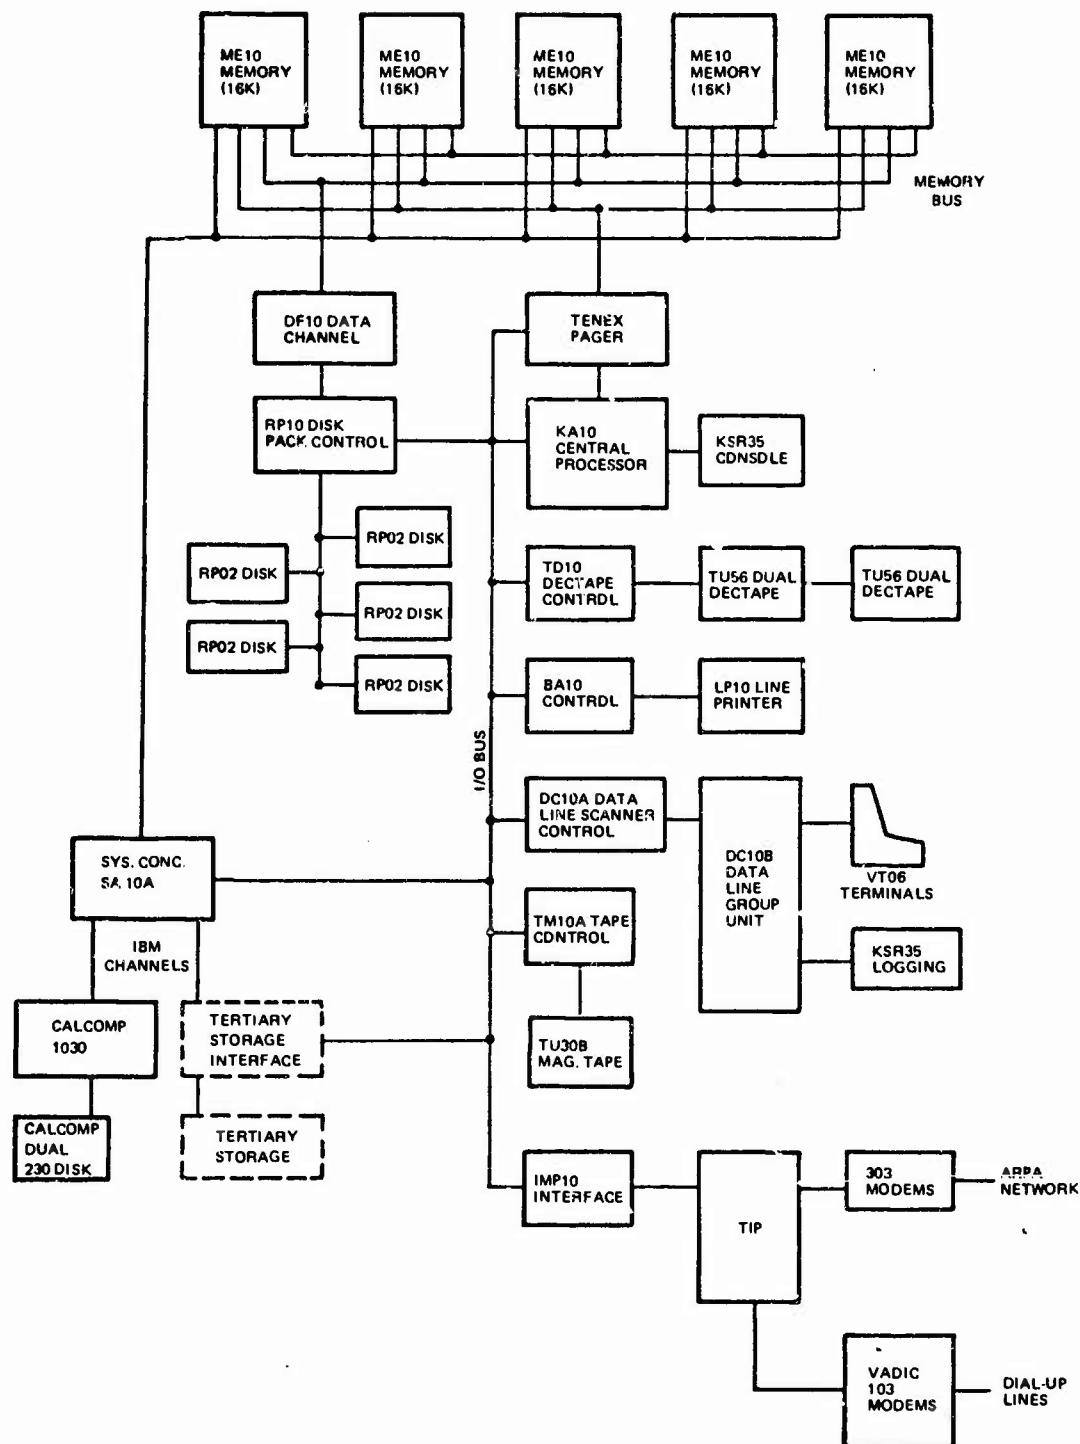 ME10
MEMORY
(16K)
ME10
MEMORY
(16K)
ME10
MEMORY
(16K)
ME10
MEMORY
(16K)
ME10
MEMORY
(16K)
MEMORY
BUS
DF10 DATA
CHANNEL
TENEX
PAGER
RP10 DISK
PACK CONTROL
KA10
CENTRAL
PROCESSOR
KSR35
CONSOLE
RP02 DISK
RP02 DISK
RP02 DISK
RP02 DISK
RP02 DISK
TD10
DECTAPE
CONTROL
TU56 DUAL
DECTAPE
TU56 DUAL
DECTAPE
BA10
CONTROL
LP10 LINE
PRINTER
I/O BUS
DC10A DATA
LINE SCANNER
CONTROL
DC10B
DATA
LINE
GROUP
UNIT
VT06
TERMINALS
KSR35
LOGGING
SYS. CONC.
SA 10A
TM10A TAPE
CONTROL
IBM
CHANNELS
CALCOMP
1030
TERTIARY
STORAGE
INTERFACE
TU30B
MAG. TAPE
CALCOMP
DUAL
230 DISK
TERTIARY
STORAGE
IMP10
INTERFACE
TIP
303
MODEMS
ARPA
NETWORK
VADIC
103
MODEMS
DIAL-UP
LINES